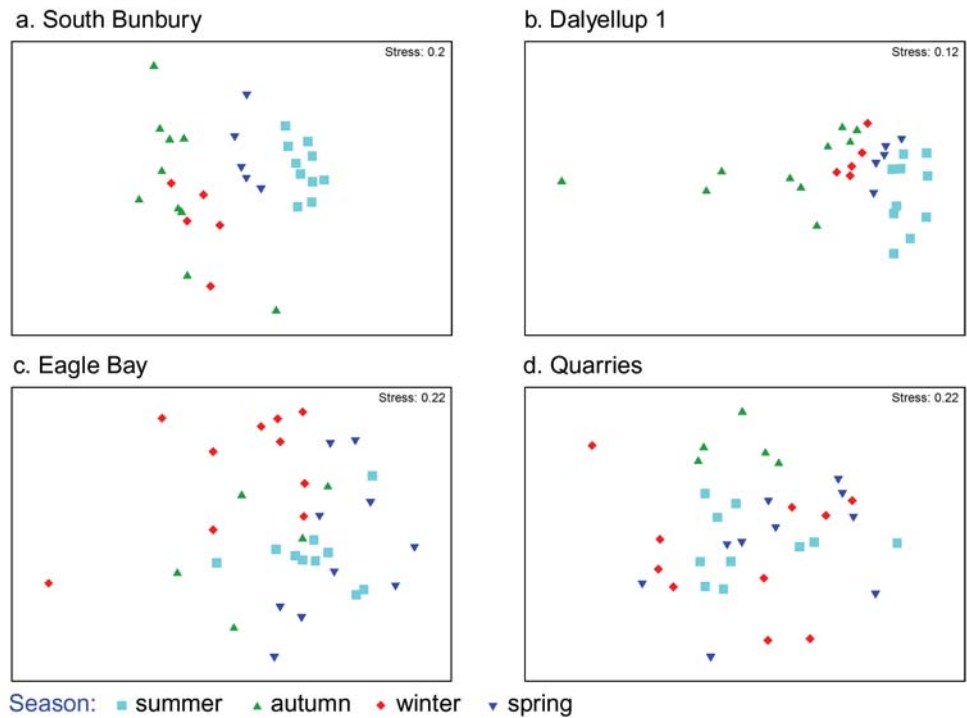 a. South Bunbury
Stress: 0.2
b. Dalyellup 1
Stress: 0.12
c. Eagle Bay
Stress: 0.22
d. Quarries
Stress: 0.22
Season: summer autumn winter spring